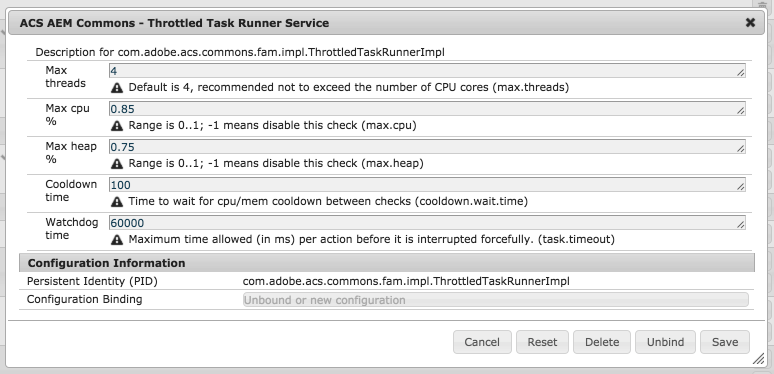 ACS AEM Commons - Throttled Task Runner Service
Description for com.adobe.acs.commons.fam.impl.ThrottledTaskRunnerImpl
Max threads
4
Default is 4, recommended not to exceed the number of CPU cores (max.threads)
Max cpu %
0.85
Range is 0..1; -1 means disable this check (max.cpu)
Max heap %
0.75
Range is 0..1; -1 means disable this check (max.heap)
Cooldown time
100
Time to wait for cpu/mem cooldown between checks (cooldown.wait.time)
Watchdog time
60000
Maximum time allowed (in ms) per action before it is interrupted forcefully. (task.timeout)
Configuration Information
Persistent Identity (PID) com.adobe.acs.commons.fam.impl.ThrottledTaskRunnerImpl
Configuration Binding Unbound or new configuration
Cancel Reset Delete Unbind Save